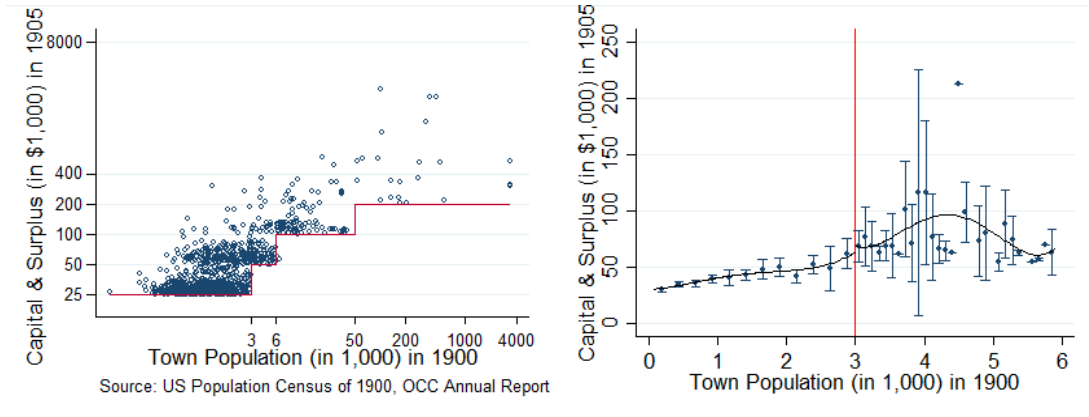 Capital & Surplus (in $1,000) in 1905
8000
400
200
100
50
25
3 6 50 200 1000 4000
Town Population (in 1,000) in 1900
Source: US Population Census of 1900, OCC Annual Report
Capital & Surplus (in $1,000) in 1905
250
200
150
100
50
0
0 1 2 3 4 5 6
Town Population (in 1,000) in 1900